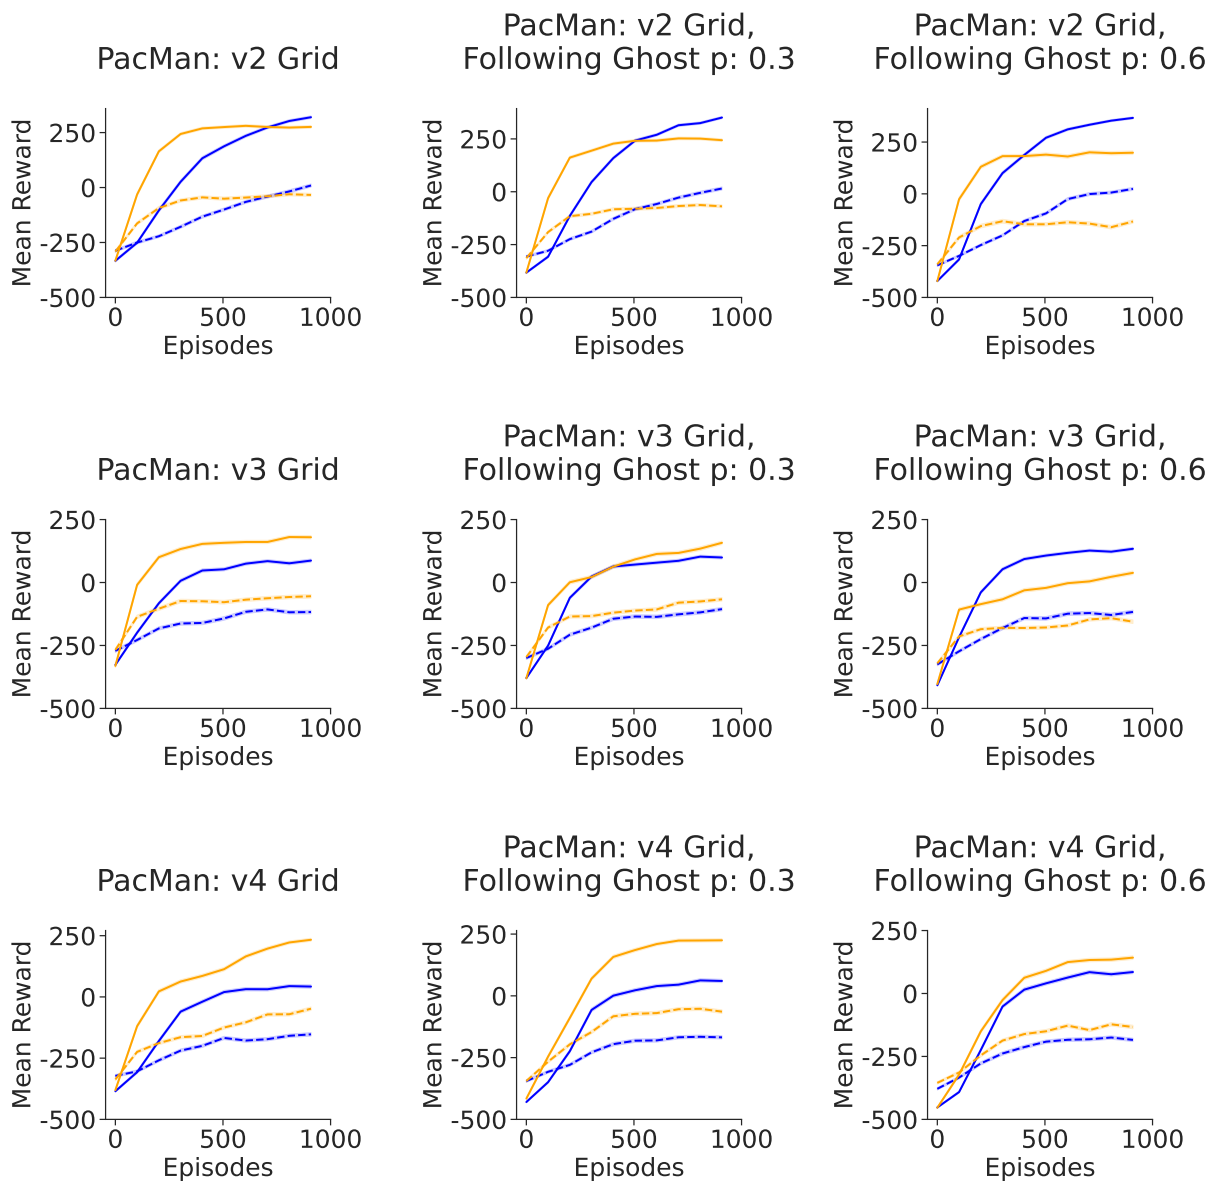 PacMan: v2 Grid
Mean Reward
250
0
-250
-500
0 500 1000
Episodes
PacMan: v2 Grid,
Following Ghost p: 0.3
Mean Reward
250
0
-250
-500
0 500 1000
Episodes
PacMan: v2 Grid,
Following Ghost p: 0.6
Mean Reward
250
0
-250
-500
0 500 1000
Episodes
PacMan: v3 Grid
Mean Reward
250
0
-250
-500
0 500 1000
Episodes
PacMan: v3 Grid,
Following Ghost p: 0.3
Mean Reward
250
0
-250
-500
0 500 1000
Episodes
PacMan: v3 Grid,
Following Ghost p: 0.6
Mean Reward
250
0
-250
-500
0 500 1000
Episodes
PacMan: v4 Grid
Mean Reward
250
0
-250
-500
0 500 1000
Episodes
PacMan: v4 Grid,
Following Ghost p: 0.3
Mean Reward
250
0
-250
-500
0 500 1000
Episodes
PacMan: v4 Grid,
Following Ghost p: 0.6
Mean Reward
250
0
-250
-500
0 500 1000
Episodes